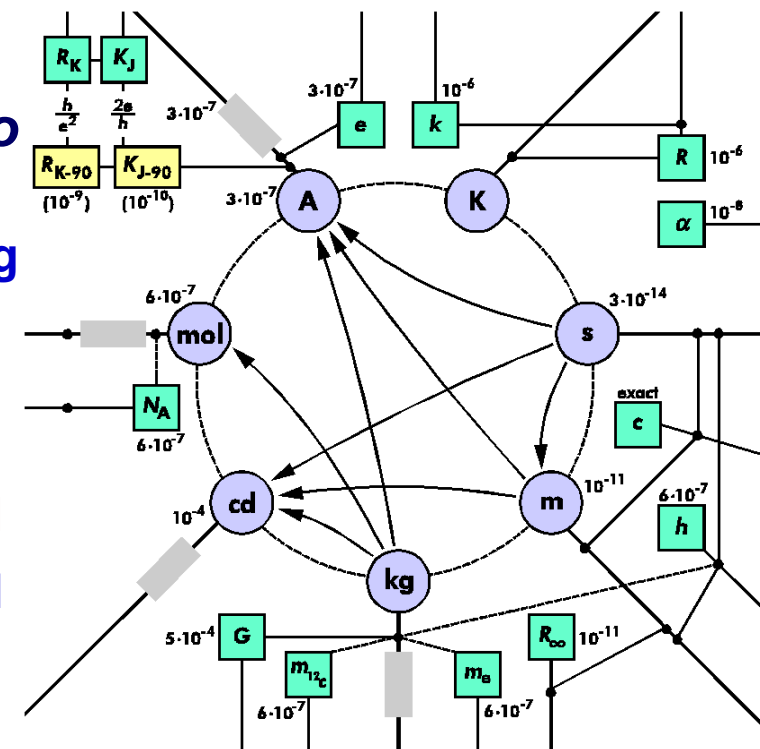 R_K K_J
h/e² 2e/h
3·10⁻⁷
3·10⁻⁷
e
10⁻⁶
k
o
R_K-90 K_J-90
(10⁻⁹) (10⁻¹⁰)
3·10⁻⁷
A
K
R 10⁻⁶
α 10⁻⁸
g
6·10⁻⁷
mol
3·10⁻¹⁴
s
exact
c
N_A
6·10⁻⁷
10⁻⁴
cd
m
10⁻¹¹
6·10⁻⁷
h
kg
5·10⁻⁴ G
m_¹²C
6·10⁻⁷
m_e
6·10⁻⁷
R_∞ 10⁻¹¹